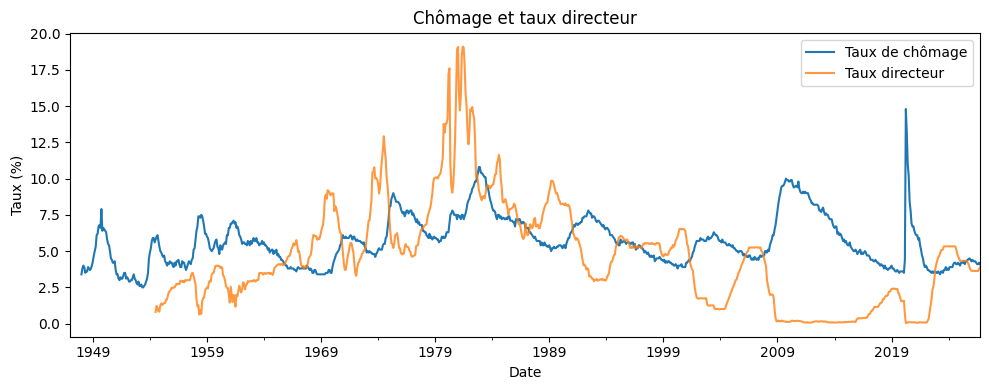 Chômage et taux directeur
Taux (%)
20.0
17.5
15.0
12.5
10.0
7.5
5.0
2.5
0.0
Taux de chômage
Taux directeur
1949 1959 1969 1979 1989 1999 2009 2019
Date